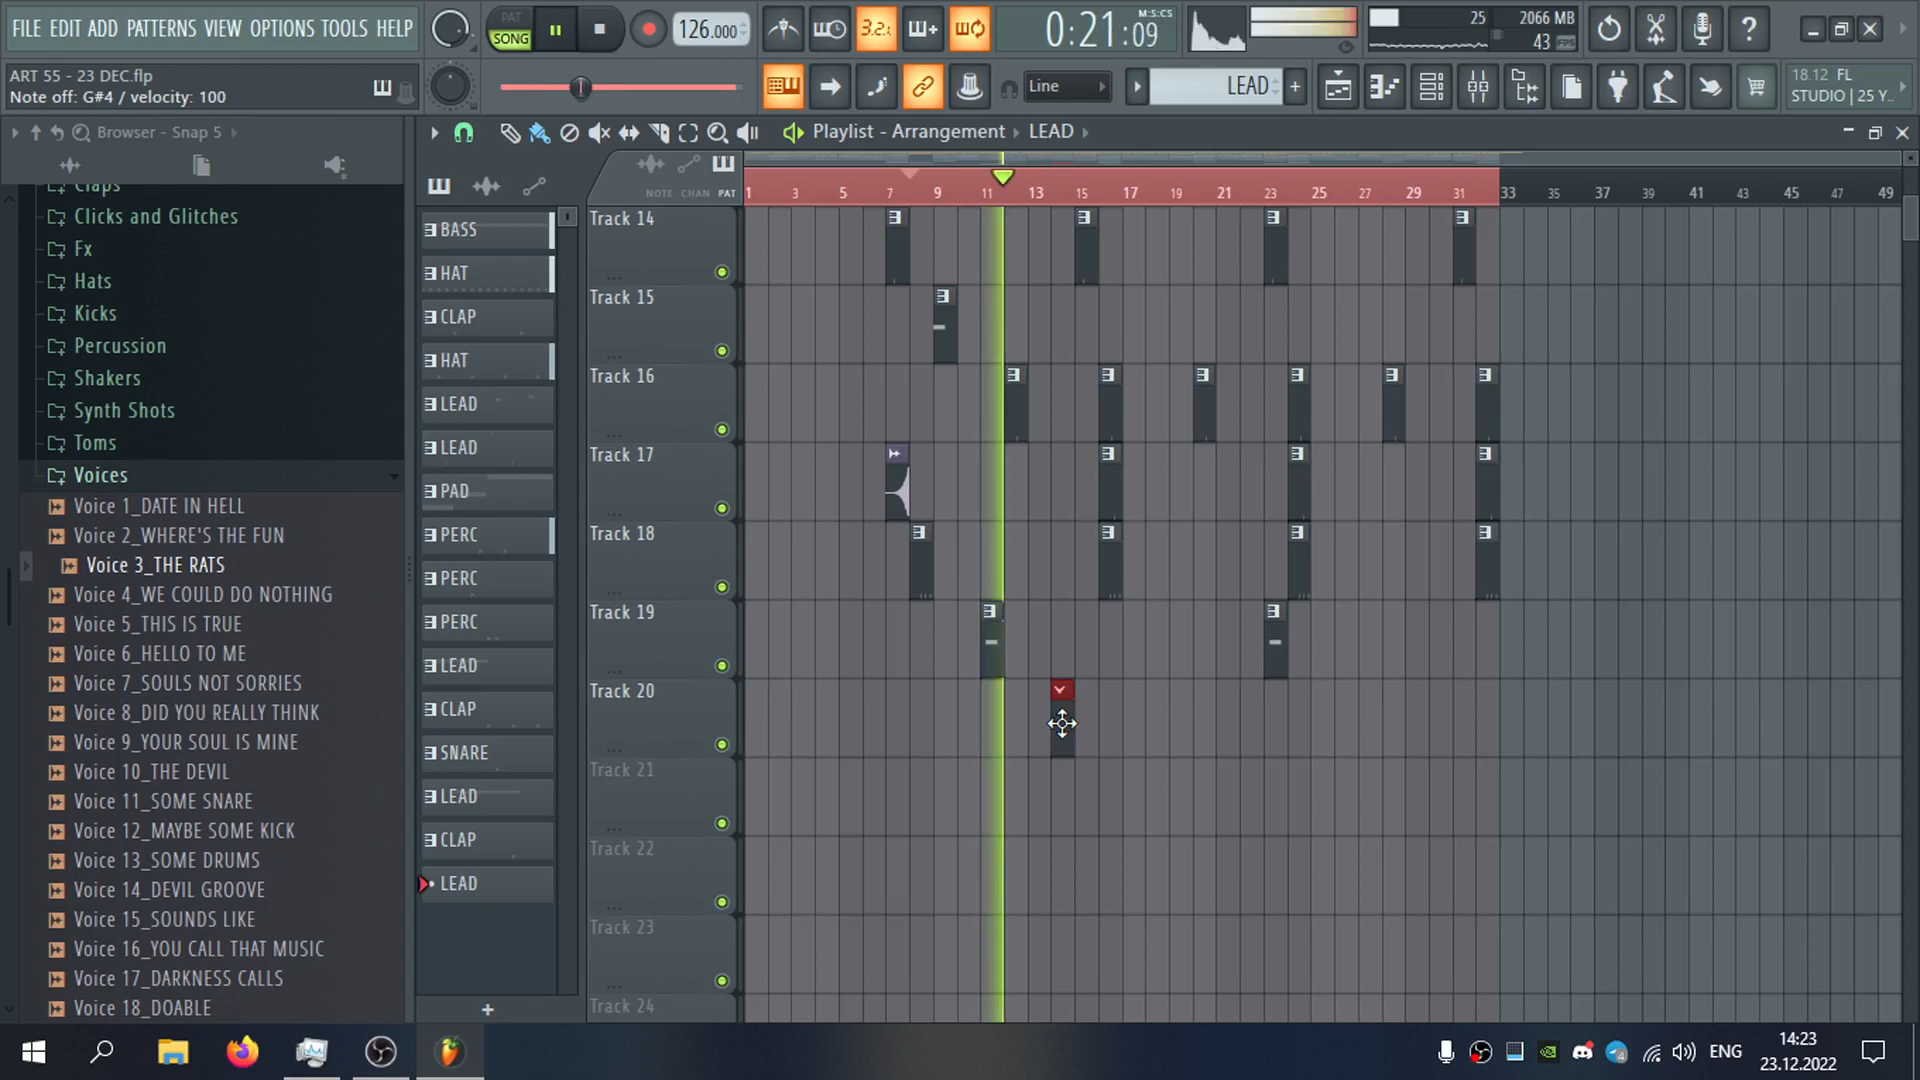 FILE EDIT ADD PATTERNS VIEW OPTIONS TOOLS HELP
PAT
SONG
126.000
3.2.
0:21:09
M:S:CS
25
2066 MB
43
ART 55 - 23 DEC.flp
Note off: G#4 / velocity: 100
Line
LEAD
18.12 FL
STUDIO | 25 Y..
Browser - Snap 5
Playlist - Arrangement › LEAD
NOTE CHAN PAT
1 3 5 7 9 11 13 15 17 19 21 23 25 27 29 31 33 35 37 39 41 43 45 47 49
Claps
Clicks and Glitches
Fx
Hats
Kicks
Percussion
Shakers
Synth Shots
Toms
Voices
Voice 1_DATE IN HELL
Voice 2_WHERE'S THE FUN
Voice 3_THE RATS
Voice 4_WE COULD DO NOTHING
Voice 5_THIS IS TRUE
Voice 6_HELLO TO ME
Voice 7_SOULS NOT SORRIES
Voice 8_DID YOU REALLY THINK
Voice 9_YOUR SOUL IS MINE
Voice 10_THE DEVIL
Voice 11_SOME SNARE
Voice 12_MAYBE SOME KICK
Voice 13_SOME DRUMS
Voice 14_DEVIL GROOVE
Voice 15_SOUNDS LIKE
Voice 16_YOU CALL THAT MUSIC
Voice 17_DARKNESS CALLS
Voice 18_DOABLE
BASS
HAT
CLAP
HAT
LEAD
LEAD
PAD
PERC
PERC
PERC
LEAD
CLAP
SNARE
LEAD
CLAP
LEAD
Track 14
Track 15
Track 16
Track 17
Track 18
Track 19
Track 20
Track 21
Track 22
Track 23
Track 24
ENG
14:23
23.12.2022